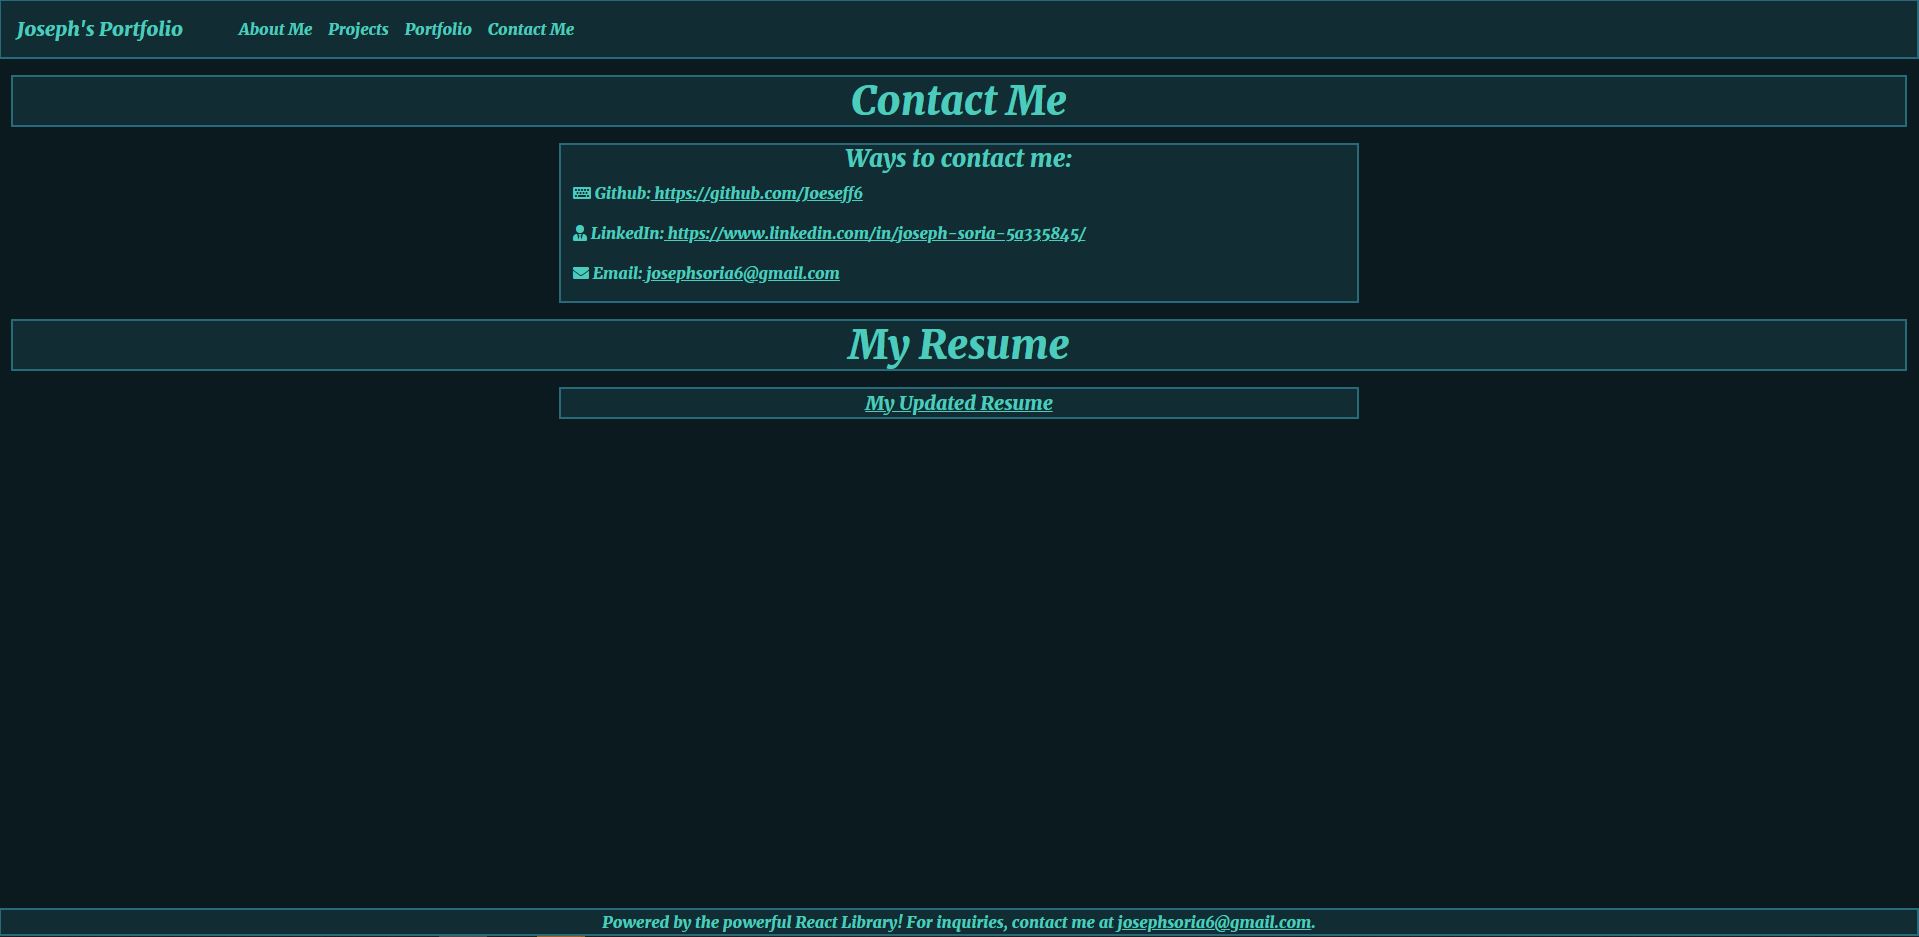 Joseph's Portfolio About Me Projects Portfolio Contact Me
Contact Me
Ways to contact me:
Github: https://github.com/Joeseff6
LinkedIn: https://www.linkedin.com/in/joseph-soria-5a335845/
Email: josephsoria6@gmail.com
My Resume
My Updated Resume
Powered by the powerful React Library! For inquiries, contact me at josephsoria6@gmail.com.